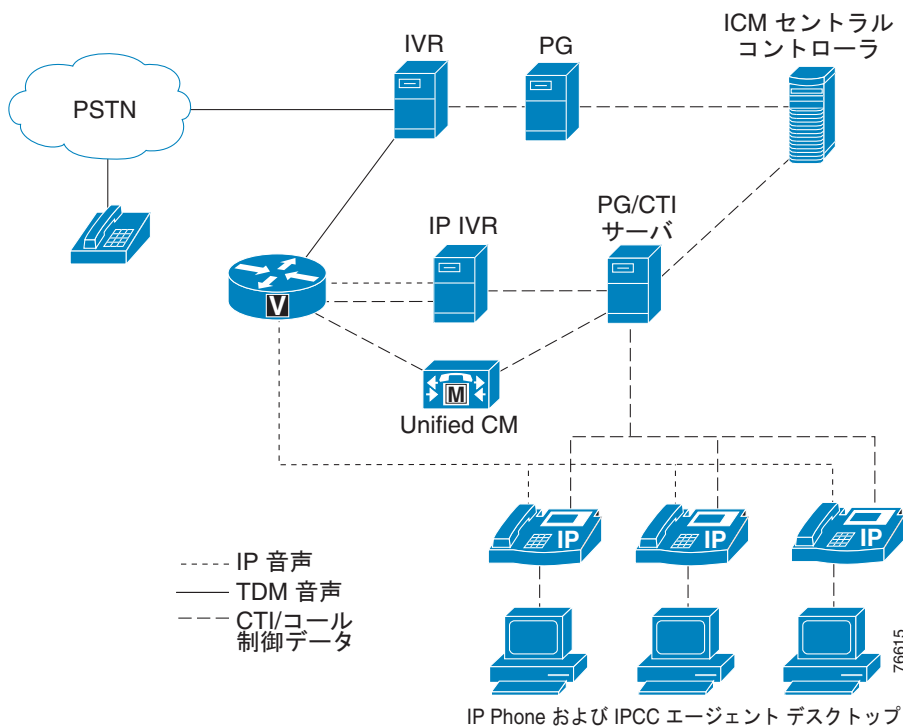 ICM セントラル
コントローラ
IVR
PG
PSTN
PG/CTI
サーバ
IP IVR
V
M
Unified CM
IP
IP
IP
IP 音声
TDM 音声
CTI/コール
制御データ
76615
IP Phone および IPCC エージェント デスクトップ